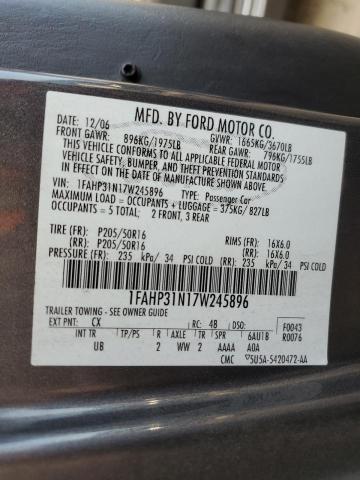 MFD. BY FORD MOTOR CO.
DATE: 12/06 GVWR: 1665KG/3670LB
FRONT GAWR: 896KG/1975LB REAR GAWR: 796KG/1755LB
THIS VEHICLE CONFORMS TO ALL APPLICABLE FEDERAL MOTOR
VEHICLE SAFETY, BUMPER, AND THEFT PREVENTION STANDARDS
IN EFFECT ON THE DATE OF MANUFACTURE SHOWN ABOVE.
VIN: 1FAHP31N17W245896 TYPE: Passenger Car
MAXIMUM LOAD = OCCUPANTS + LUGGAGE = 375KG/ 827LB
OCCUPANTS = 5 TOTAL: 2 FRONT, 3 REAR
TIRE (FR): P205/50R16 RIMS (FR): 16X6.0
(RR): P205/50R16 (RR): 16X6.0
PRESSURE (FR): 235 kPa/ 34 PSI COLD (RR): 235 kPa/ 34 PSI COLD
1FAHP31N17W245896
TRAILER TOWING - SEE OWNER GUIDE
EXT PNT: CX RC: 4B DSO: F0043
INT TR TP/PS R AXLE TR SPR 6AU1B R0076
UB 2 WW 2 AAAA A0A
CMC 5U5A-5420472-AA